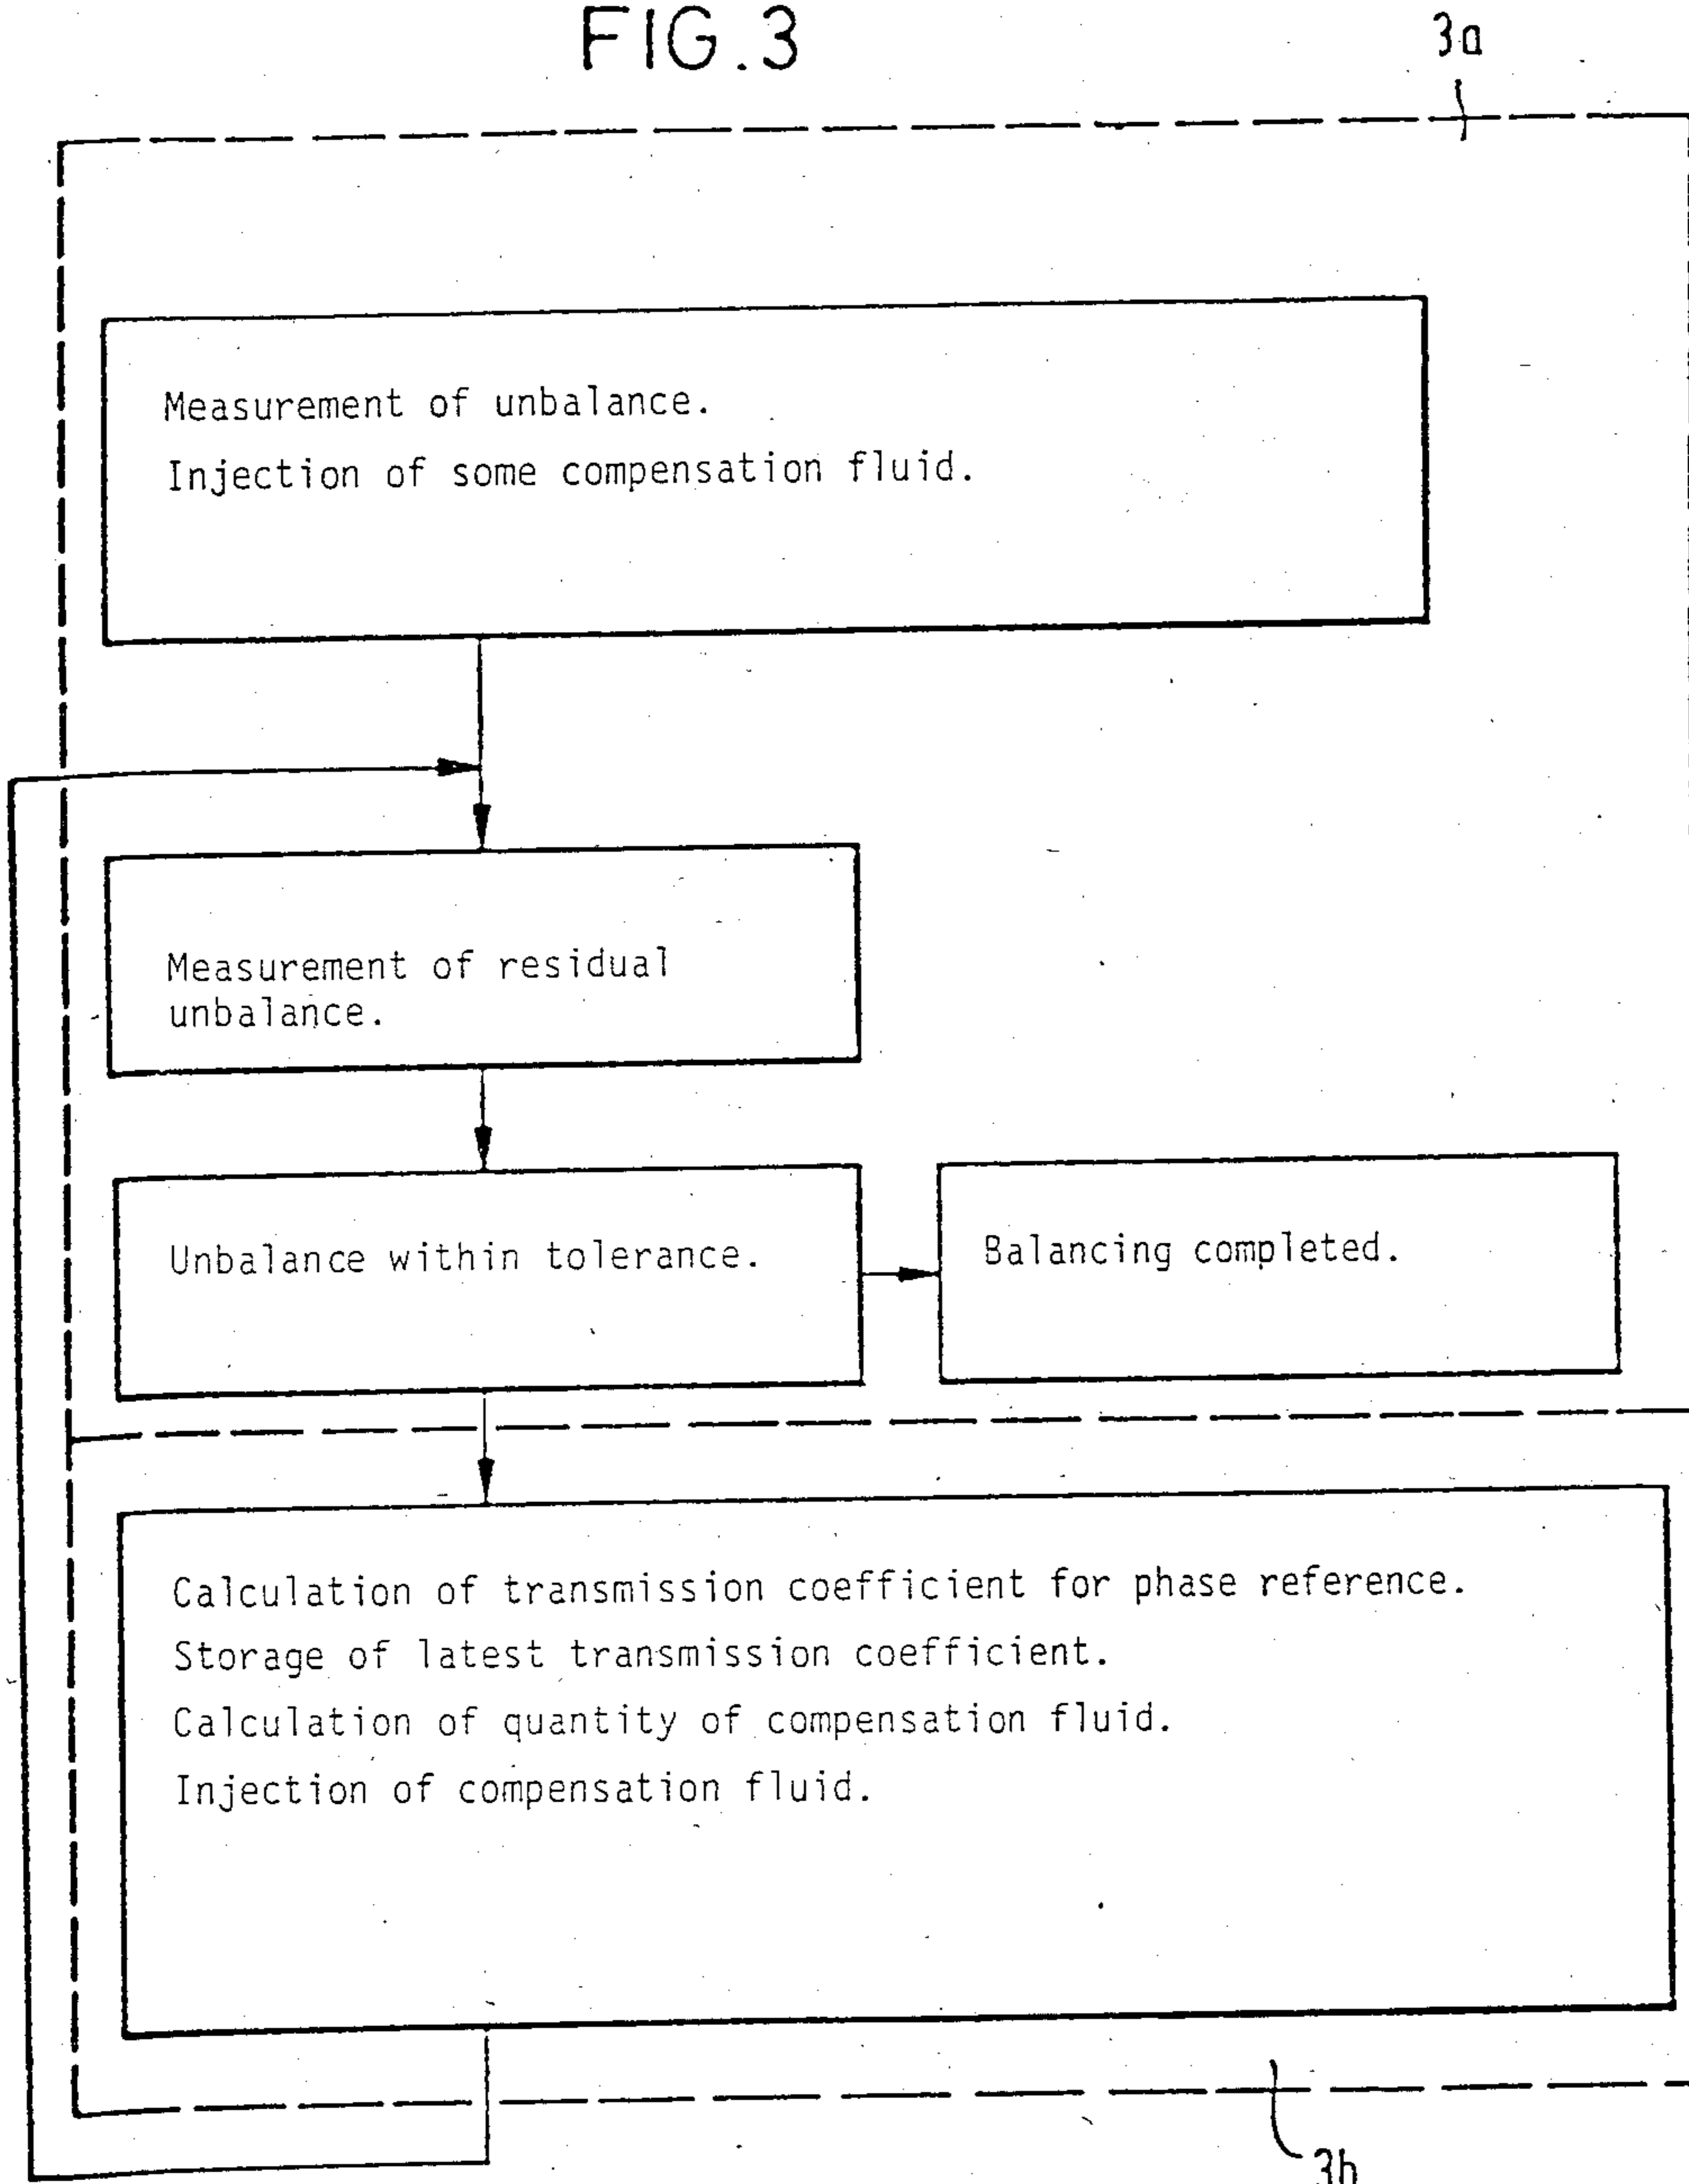 FIG.3
3a
Measurement of unbalance.
Injection of some compensation fluid.
Measurement of residual
unbalance.
Unbalance within tolerance.
Balancing completed.
Calculation of transmission coefficient for phase reference.
Storage of latest transmission coefficient.
Calculation of quantity of compensation fluid.
Injection of compensation fluid.
3b